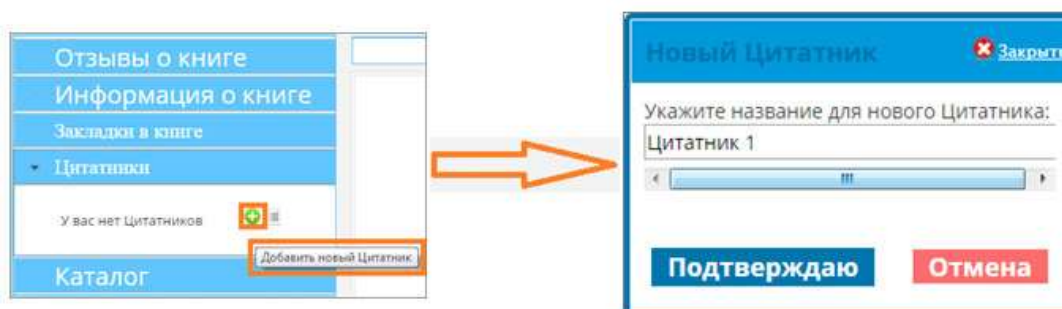 Отзывы о книге
Информация о книге
Закладки в книге
Цитатники
У вас нет Цитатников
Добавить новый Цитатник
Каталог
Новый Цитатник
Закрыть
Укажите название для нового Цитатника:
Цитатник 1
Подтверждаю
Отмена